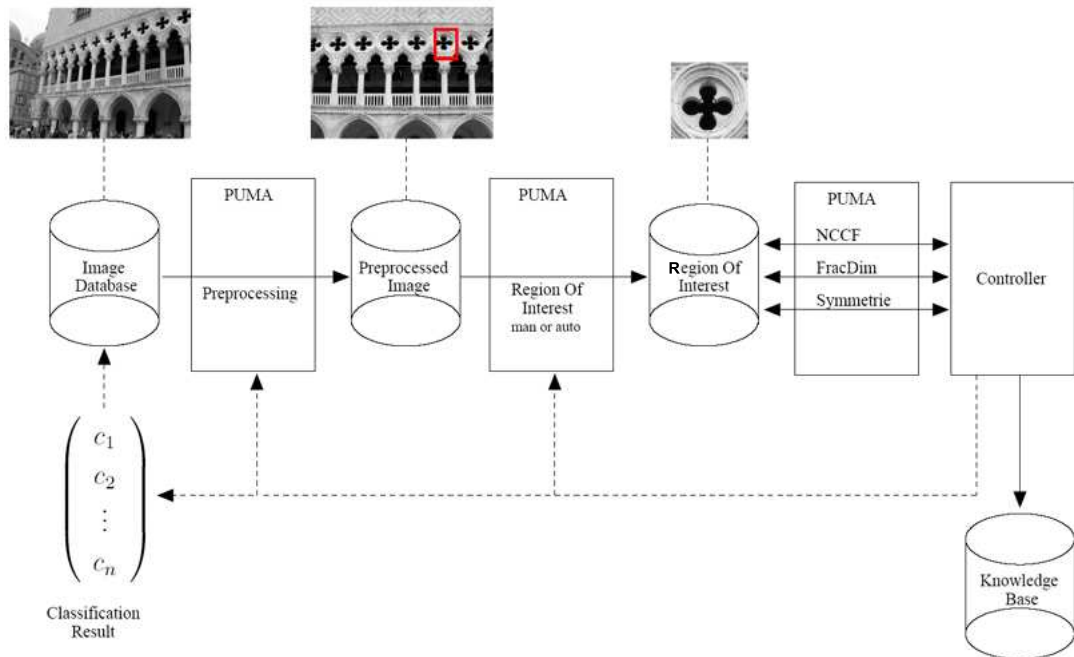 PUMA
PUMA
PUMA
Image
Database
Preprocessing
Preprocessed
Image
Region Of
Interest
man or auto
Region Of
Interest
NCCF
FracDim
Symmetrie
Controller
c1
c2
⋮
cn
Classification
Result
Knowledge
Base